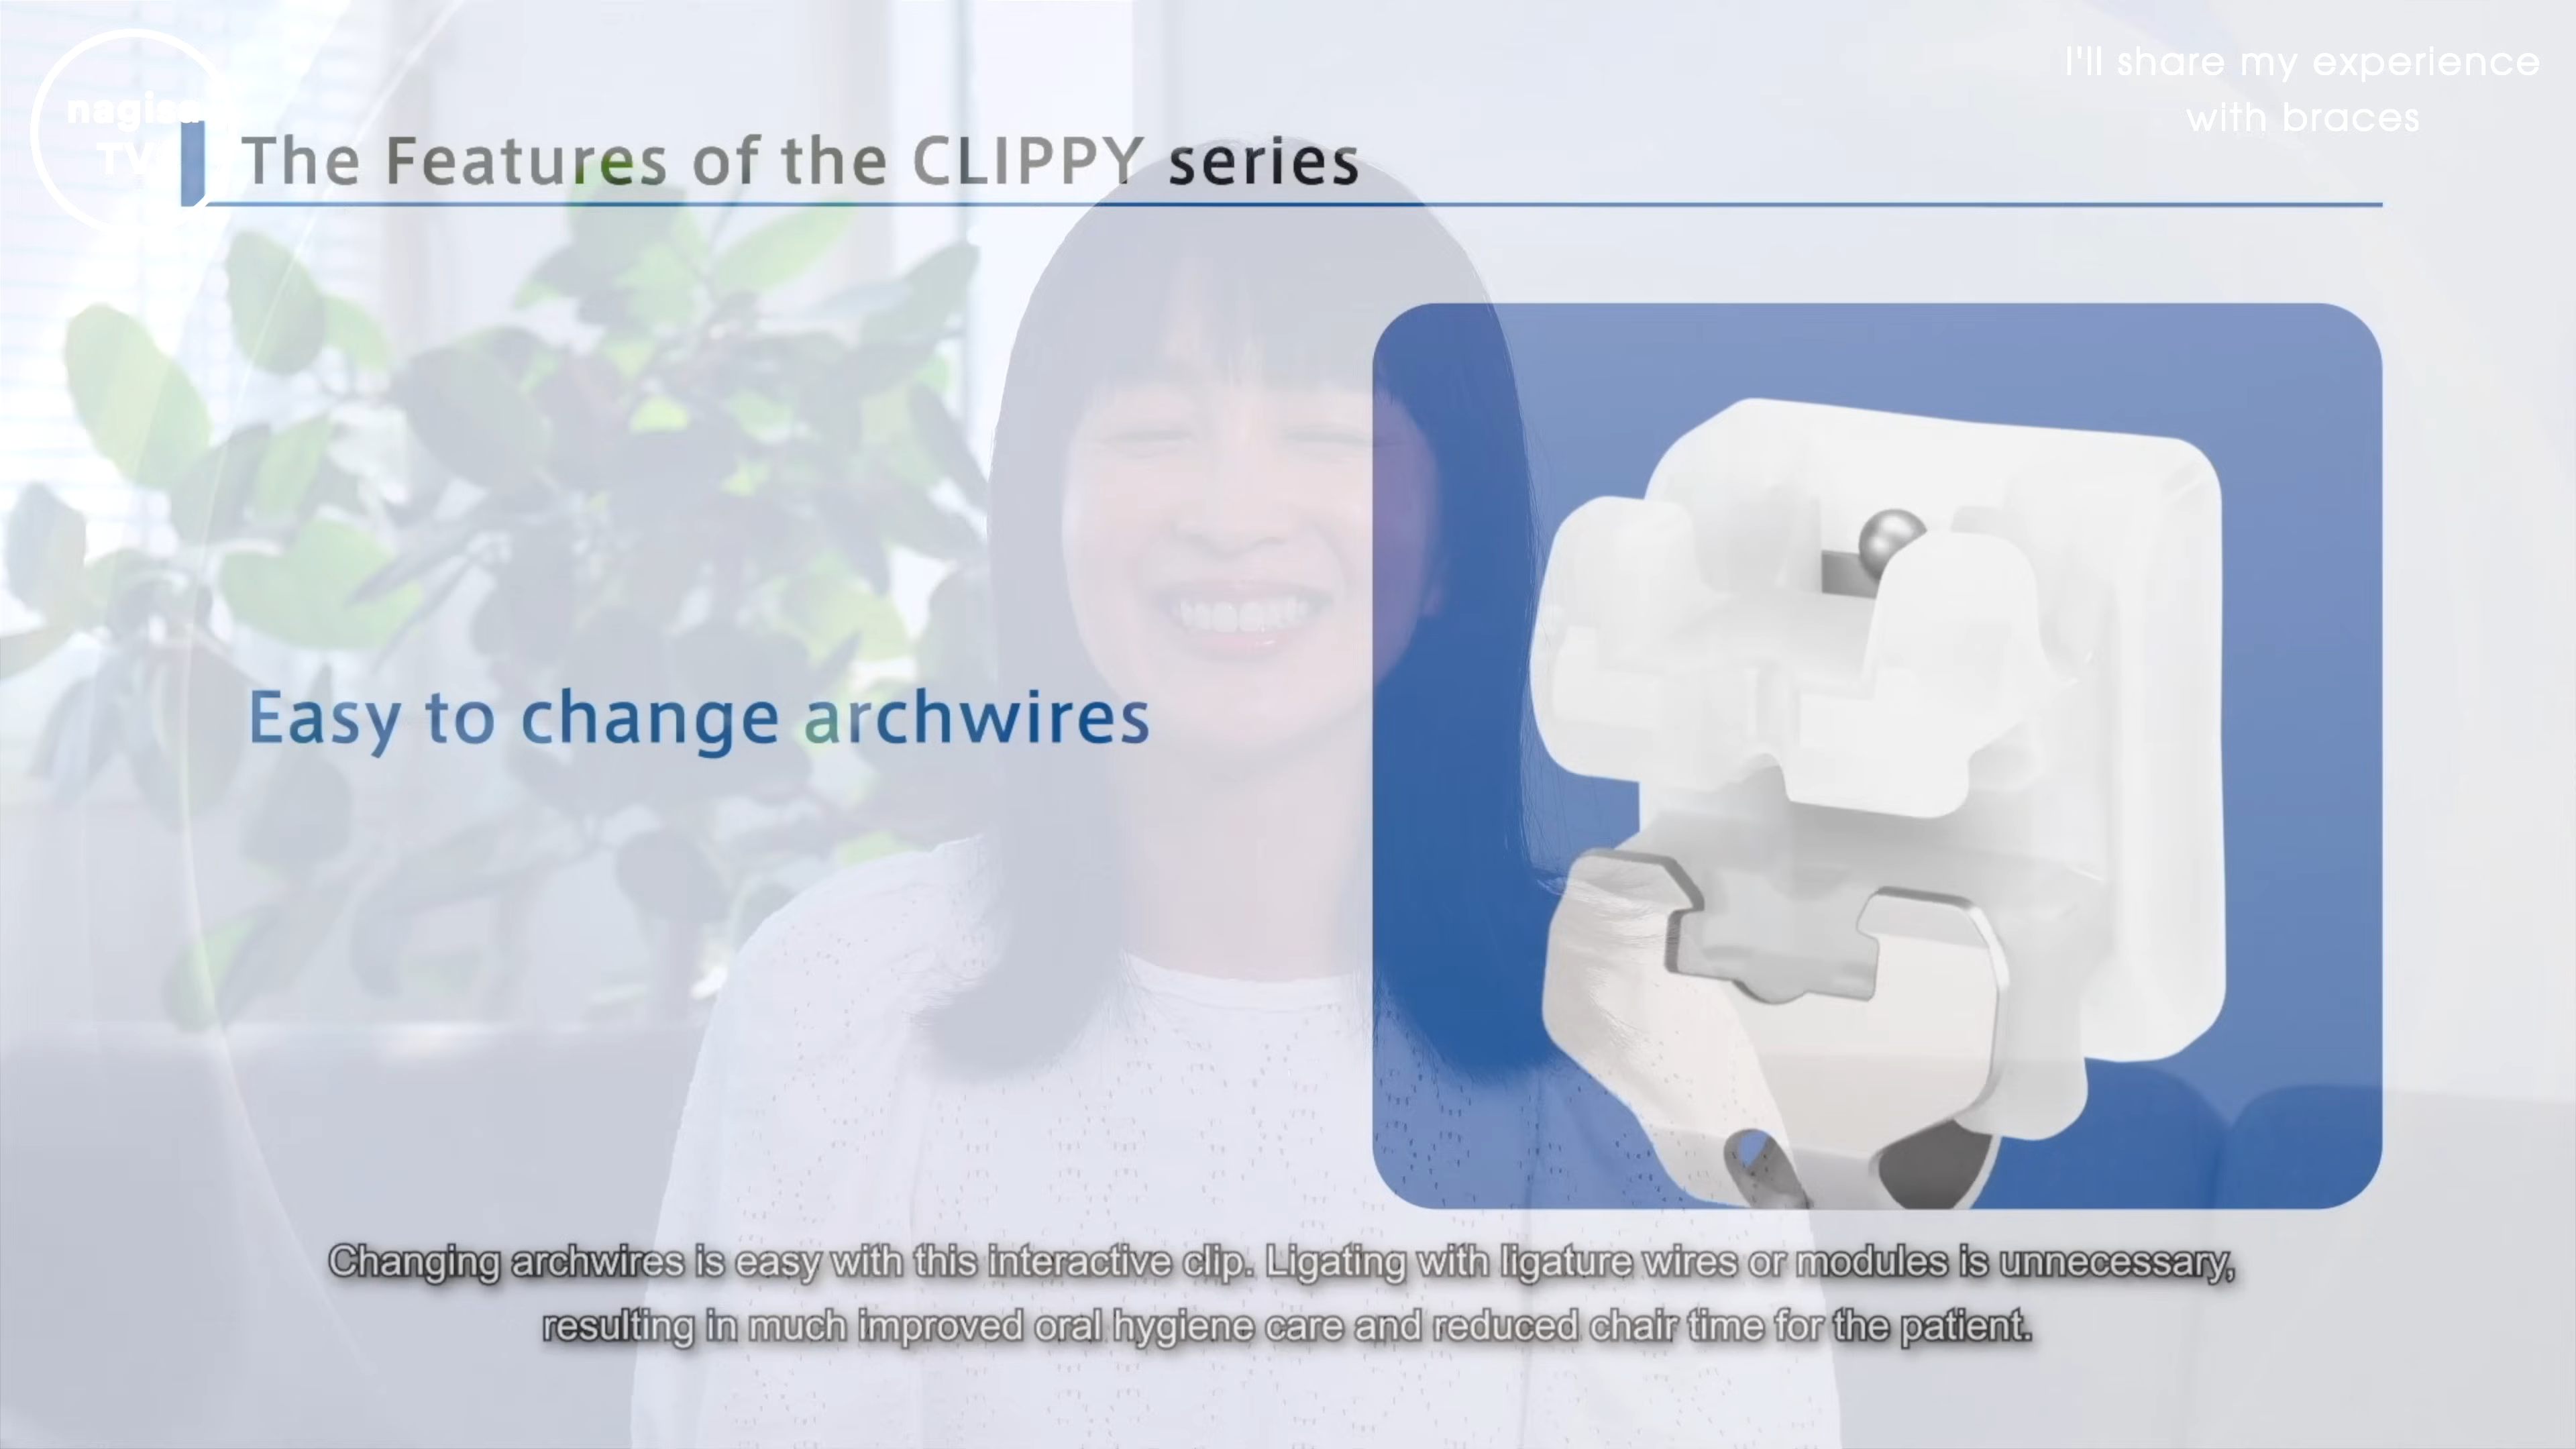 nagisa
TV
I'll share my experience
with braces
The Features of the CLIPPY series
Easy to change archwires
Changing archwires is easy with this interactive clip. Ligating with ligature wires or modules is unnecessary,
resulting in much improved oral hygiene care and reduced chair time for the patient.